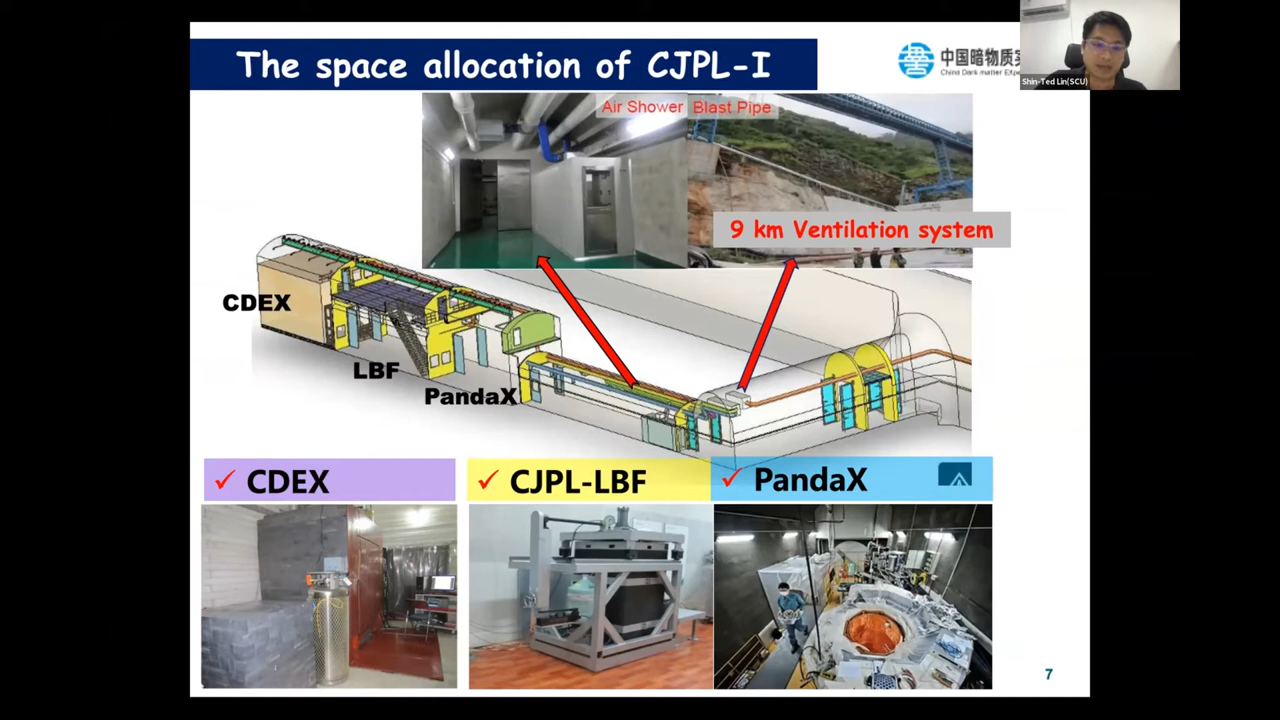 The space allocation of CJPL-I
中国暗物质实
China Dark matter EXpe
Shin-Ted Lin(SCU)
Air Shower
Blast Pipe
9 km Ventilation system
CDEX
LBF
PandaX
✓ CDEX
✓ CJPL-LBF
✓ PandaX
7